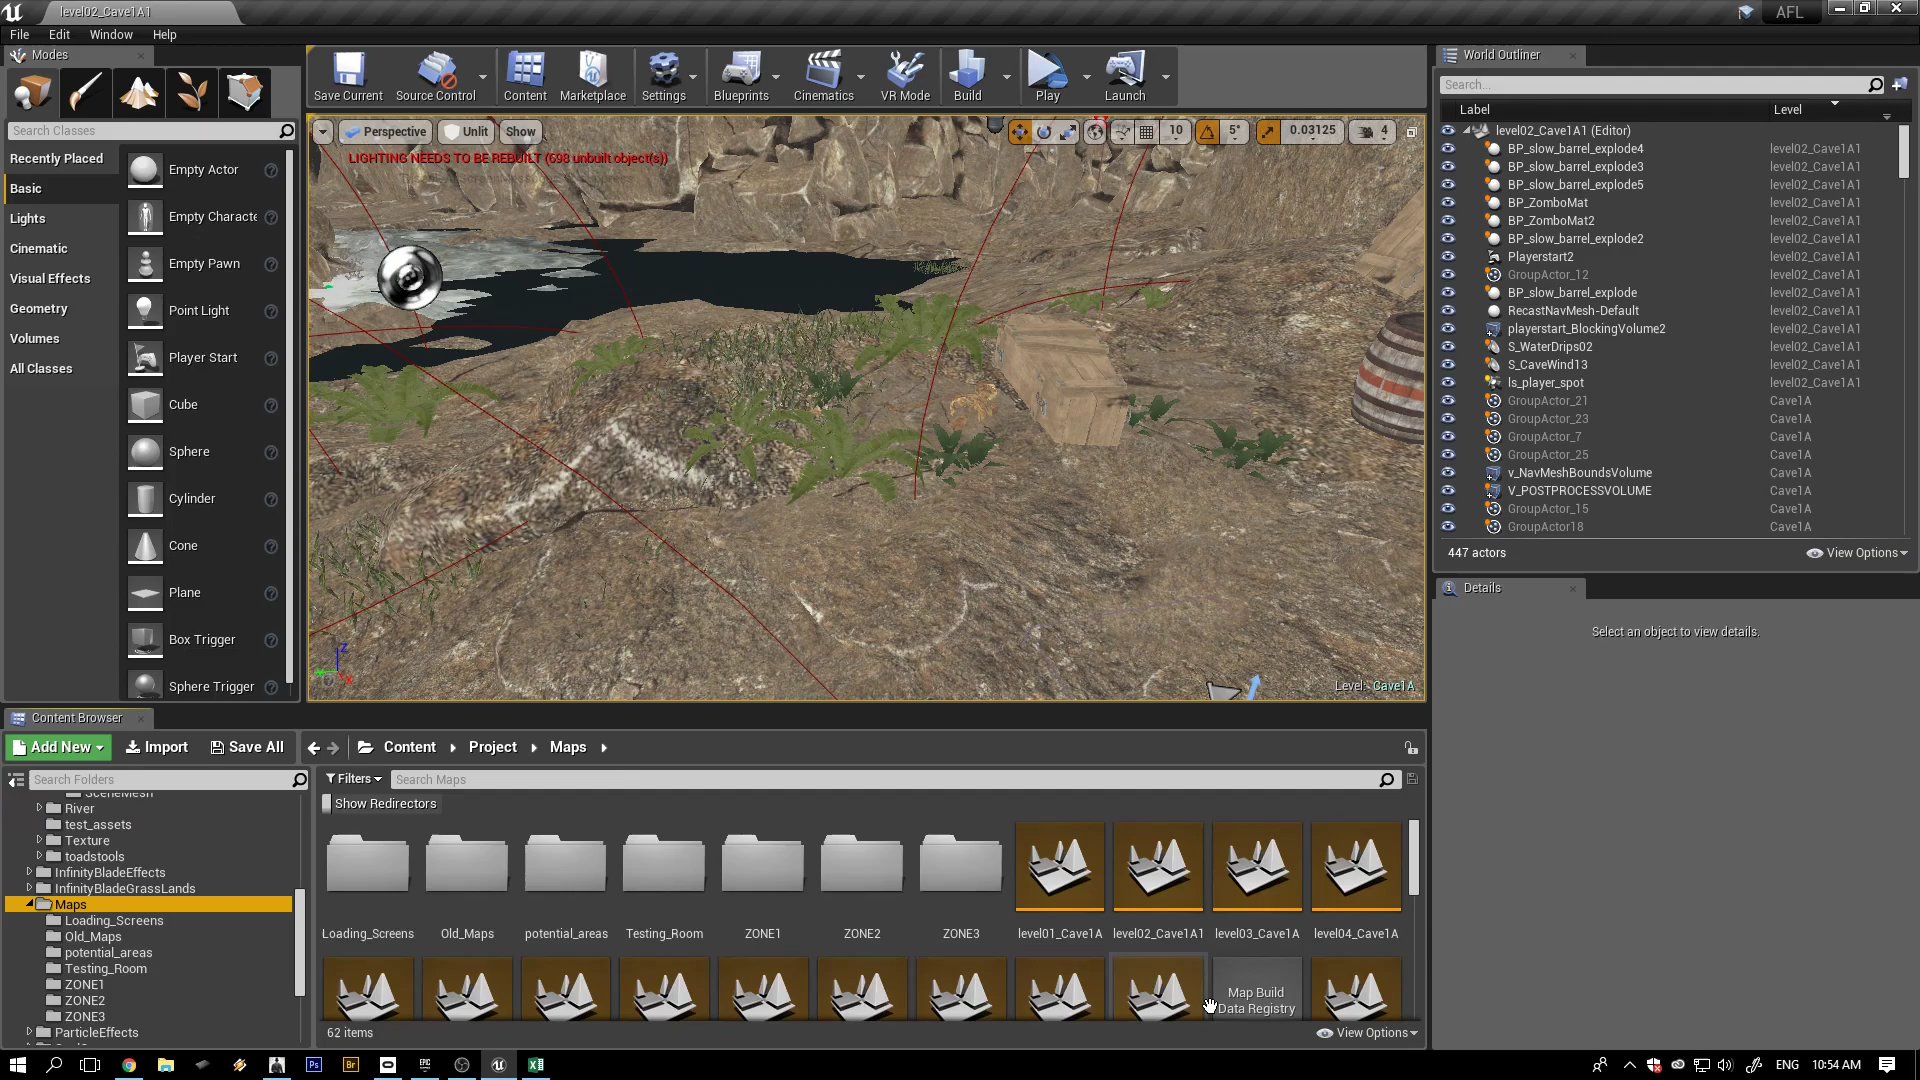 level02_Cave1A1
AFL
File Edit Window Help
Modes
Search Classes
Recently Placed
Basic
Lights
Cinematic
Visual Effects
Geometry
Volumes
All Classes
Empty Actor
Empty Characte
Empty Pawn
Point Light
Player Start
Cube
Sphere
Cylinder
Cone
Plane
Box Trigger
Sphere Trigger
Save Current
Source Control
Content
Marketplace
Settings
Blueprints
Cinematics
VR Mode
Build
Play
Launch
Perspective Unlit Show
10 5° 0.03125 4
LIGHTING NEEDS TO BE REBUILT (698 unbuilt object(s))
Z
X
Level: Cave1A
World Outliner
Search...
Label Level
level02_Cave1A1 (Editor)
BP_slow_barrel_explode4 level02_Cave1A1
BP_slow_barrel_explode3 level02_Cave1A1
BP_slow_barrel_explode5 level02_Cave1A1
BP_ZomboMat level02_Cave1A1
BP_ZomboMat2 level02_Cave1A1
BP_slow_barrel_explode2 level02_Cave1A1
Playerstart2 level02_Cave1A1
GroupActor_12 level02_Cave1A1
BP_slow_barrel_explode level02_Cave1A1
RecastNavMesh-Default level02_Cave1A1
playerstart_BlockingVolume2 level02_Cave1A1
S_WaterDrips02 level02_Cave1A1
S_CaveWind13 level02_Cave1A1
ls_player_spot level02_Cave1A1
GroupActor_21 Cave1A
GroupActor_23 Cave1A
GroupActor_7 Cave1A
GroupActor_25 Cave1A
v_NavMeshBoundsVolume Cave1A
V_POSTPROCESSVOLUME Cave1A
GroupActor_15 Cave1A
GroupActor18 Cave1A
447 actors View Options
Details
Select an object to view details.
Content Browser
Add New Import Save All Content Project Maps
Search Folders
SceneMesh
River
test_assets
Texture
toadstools
InfinityBladeEffects
InfinityBladeGrassLands
Maps
Loading_Screens
Old_Maps
potential_areas
Testing_Room
ZONE1
ZONE2
ZONE3
ParticleEffects
Filters Search Maps
Show Redirectors
Loading_Screens Old_Maps potential_areas Testing_Room ZONE1 ZONE2 ZONE3 level01_Cave1A level02_Cave1A1 level03_Cave1A level04_Cave1A
Map Build
Data Registry
62 items View Options
Ps Br EPIC
ENG 10:54 AM